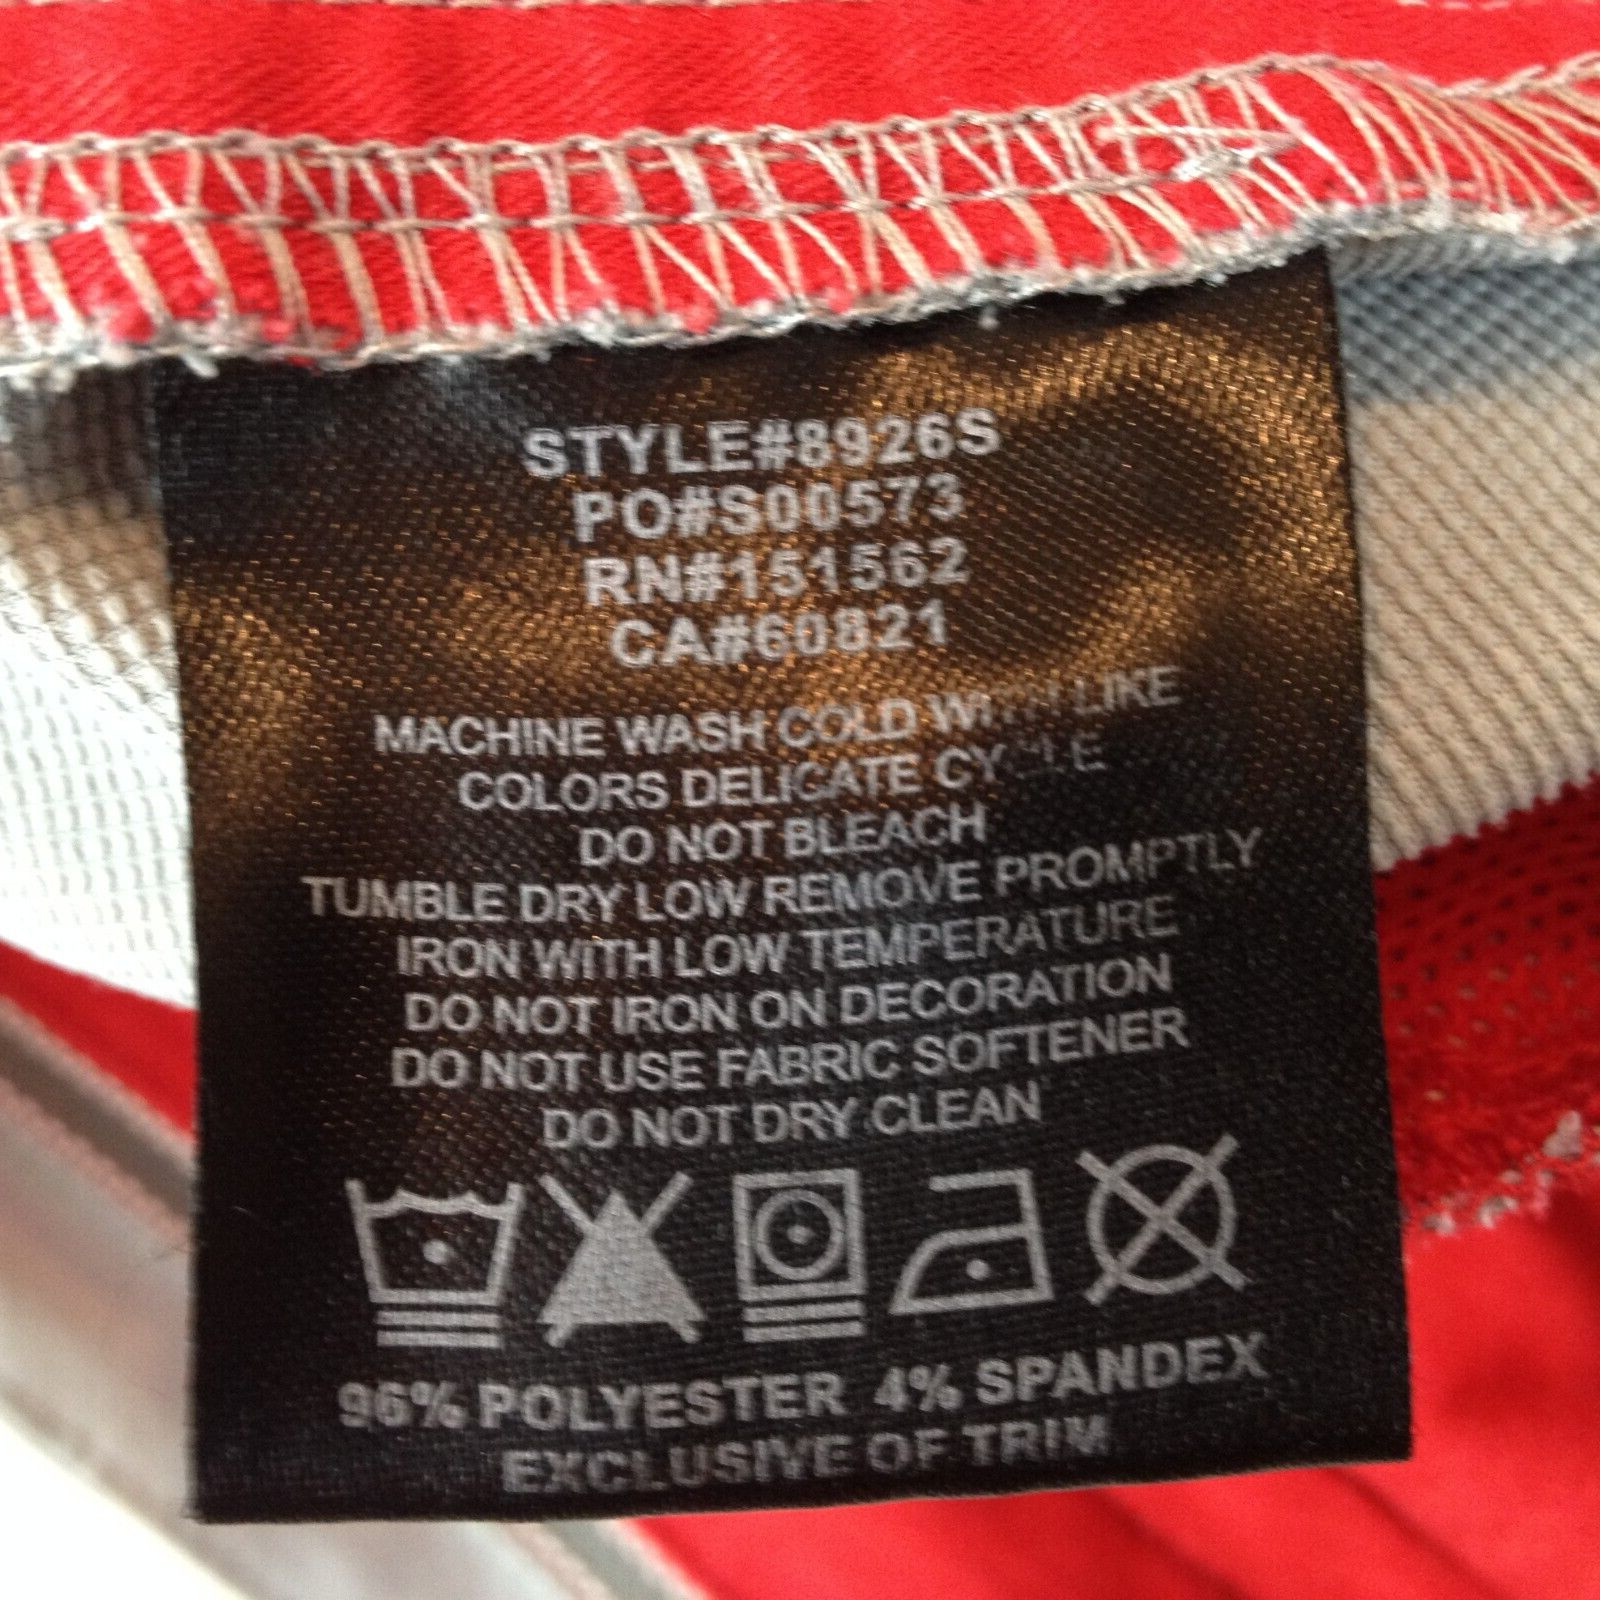 STYLE#8926S
PO#S00573
RN#151562
CA#60821
MACHINE WASH COLD WITH LIKE
COLORS DELICATE CYCLE
DO NOT BLEACH
TUMBLE DRY LOW REMOVE PROMPTLY
IRON WITH LOW TEMPERATURE
DO NOT IRON ON DECORATION
DO NOT USE FABRIC SOFTENER
DO NOT DRY CLEAN
96% POLYESTER 4% SPANDEX
EXCLUSIVE OF TRIM